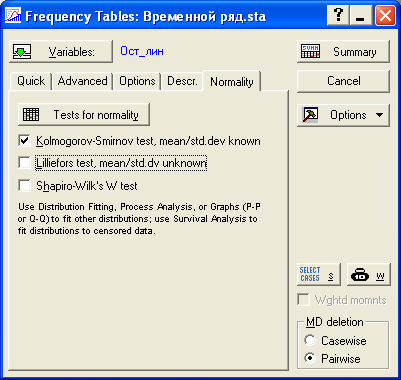 Frequency Tables: Временной ряд.sta
Variables: Ост_лин
SUMM
Summary
Quick Advanced Options Descr. Normality
Cancel
Tests for normality
Options
Kolmogorov-Smirnov test, mean/std.dev known
Lilliefors test, mean/std.dv unknown
Shapiro-Wilk's W test
Use Distribution Fitting, Process Analysis, or Graphs (P-P
or Q-Q) to fit other distributions; use Survival Analysis to
fit distributions to censored data.
SELECT
CASES S W
Wghtd momnts
MD deletion
Casewise
Pairwise